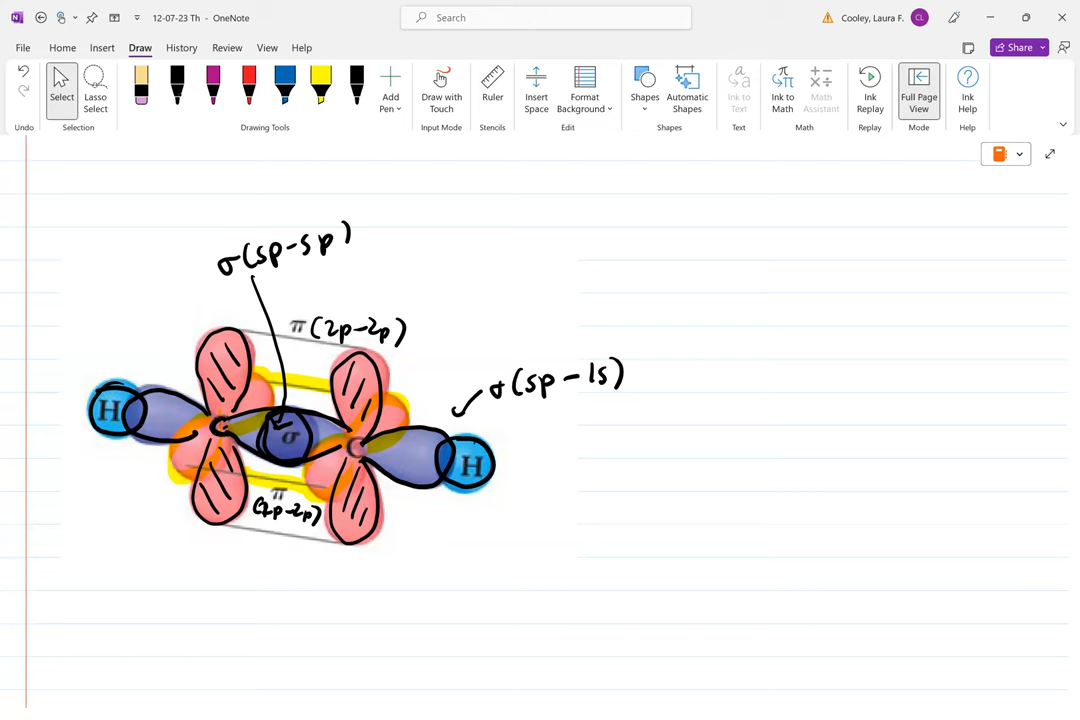 12-07-23 Th - OneNote
Search
Cooley, Laura F.
CL
File Home Insert Draw History Review View Help
Share
Undo
Select
Lasso Select
Selection
Drawing Tools
Add Pen
Draw with Touch
Input Mode
Ruler
Stencils
Insert Space
Format Background
Edit
Shapes
Automatic Shapes
Shapes
Ink to Text
Text
Ink to Math
Math Assistant
Math
Ink Replay
Replay
Full Page View
Mode
Ink Help
Help
σ(sp-sp)
π (2p-2p)
σ(sp-1s)
H
C
σ
C
H
π
(2p-2p)